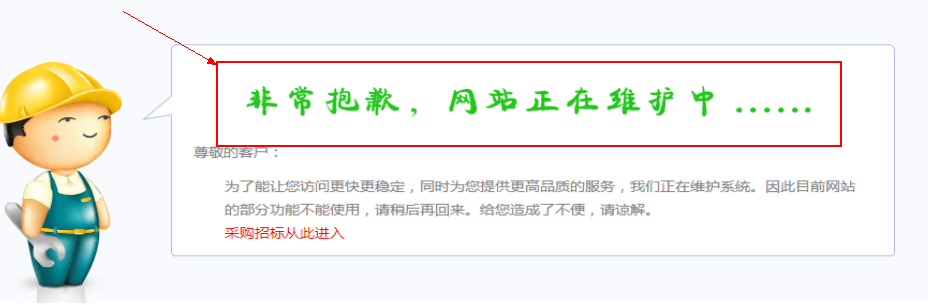 非常抱歉，网站正在维护中……
尊敬的客户：
为了能让您访问更快更稳定，同时为您提供更高品质的服务，我们正在维护系统。因此目前网站
的部分功能不能使用，请稍后再回来。给您造成了不便，请谅解。
采购招标从此进入